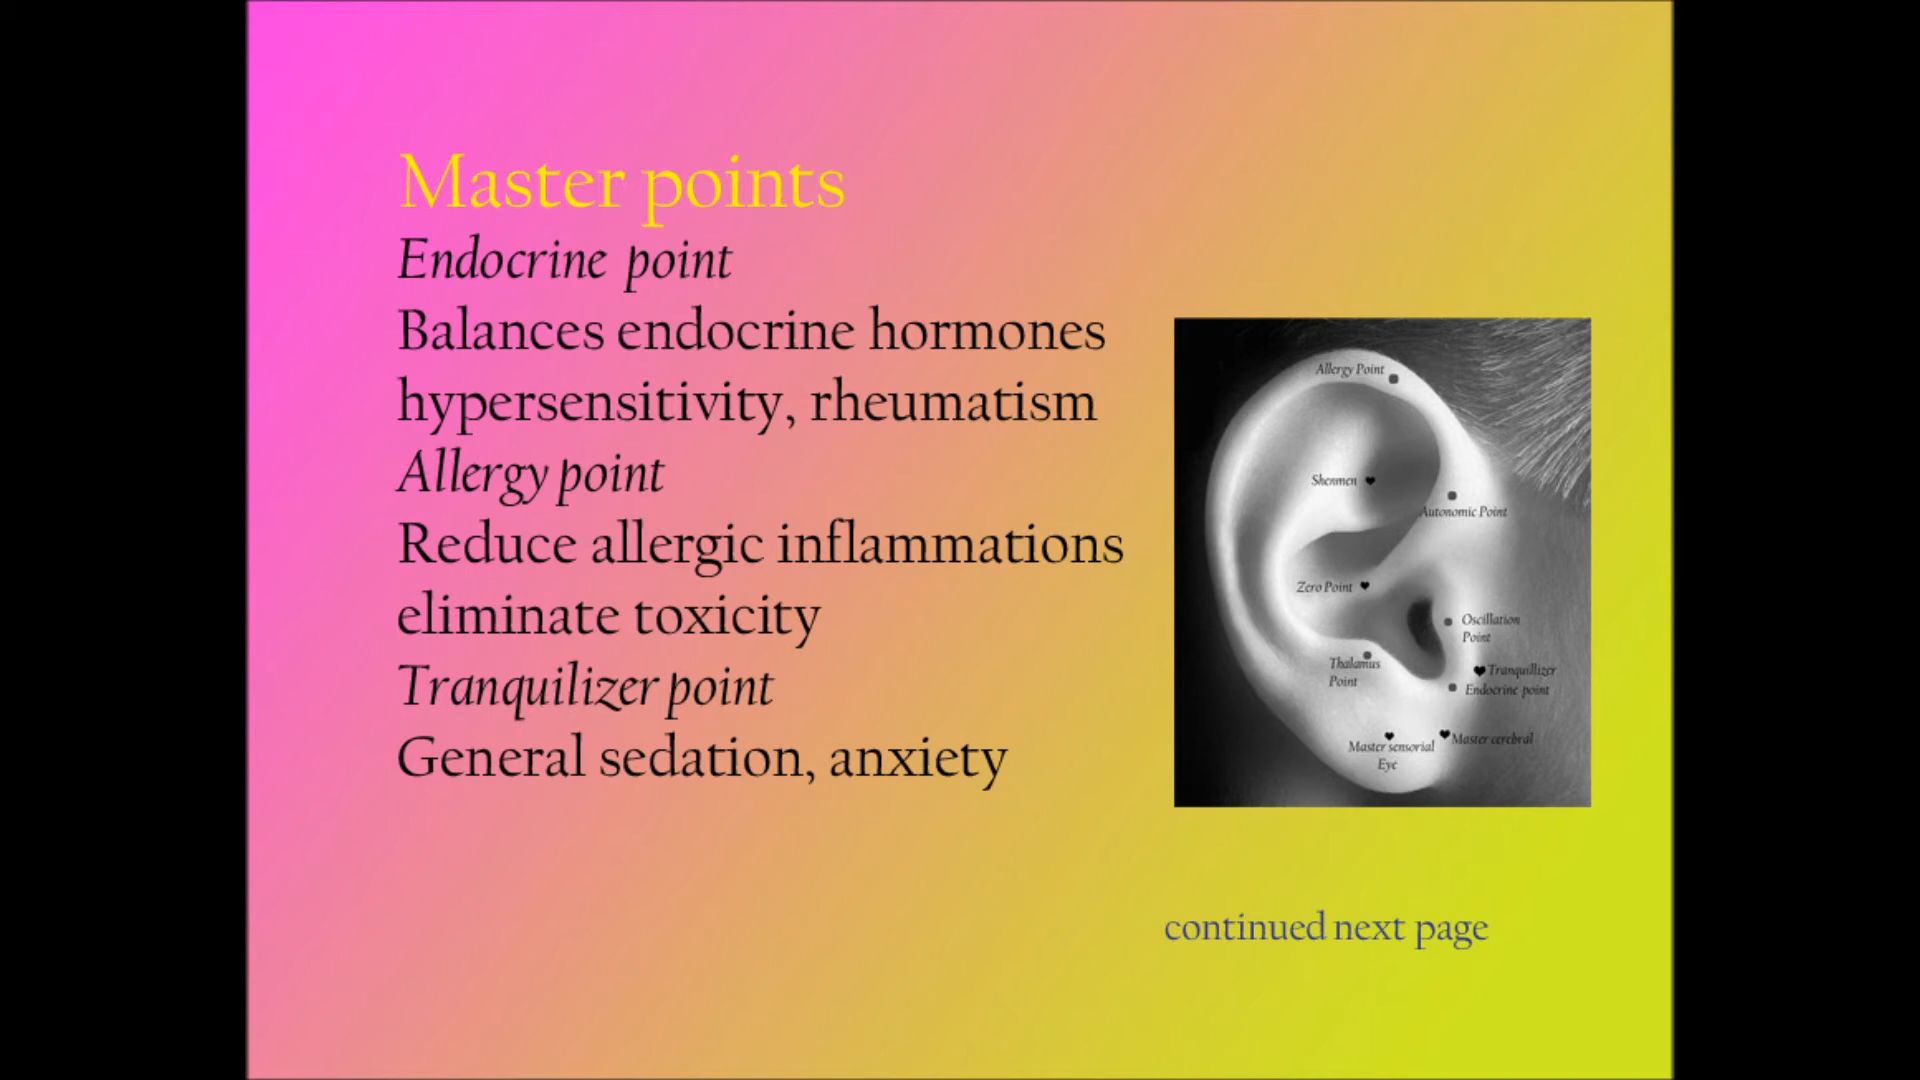 Master points
Endocrine point
Balances endocrine hormones
hypersensitivity, rheumatism
Allergy point
Reduce allergic inflammations
eliminate toxicity
Tranquilizer point
General sedation, anxiety
Allergy Point
Shenmen
Autonomic Point
Zero Point
Oscillation
Point
Thalamus
Point
Tranquillizer
Endocrine point
Master cerebral
Master sensorial
Eye
continued next page